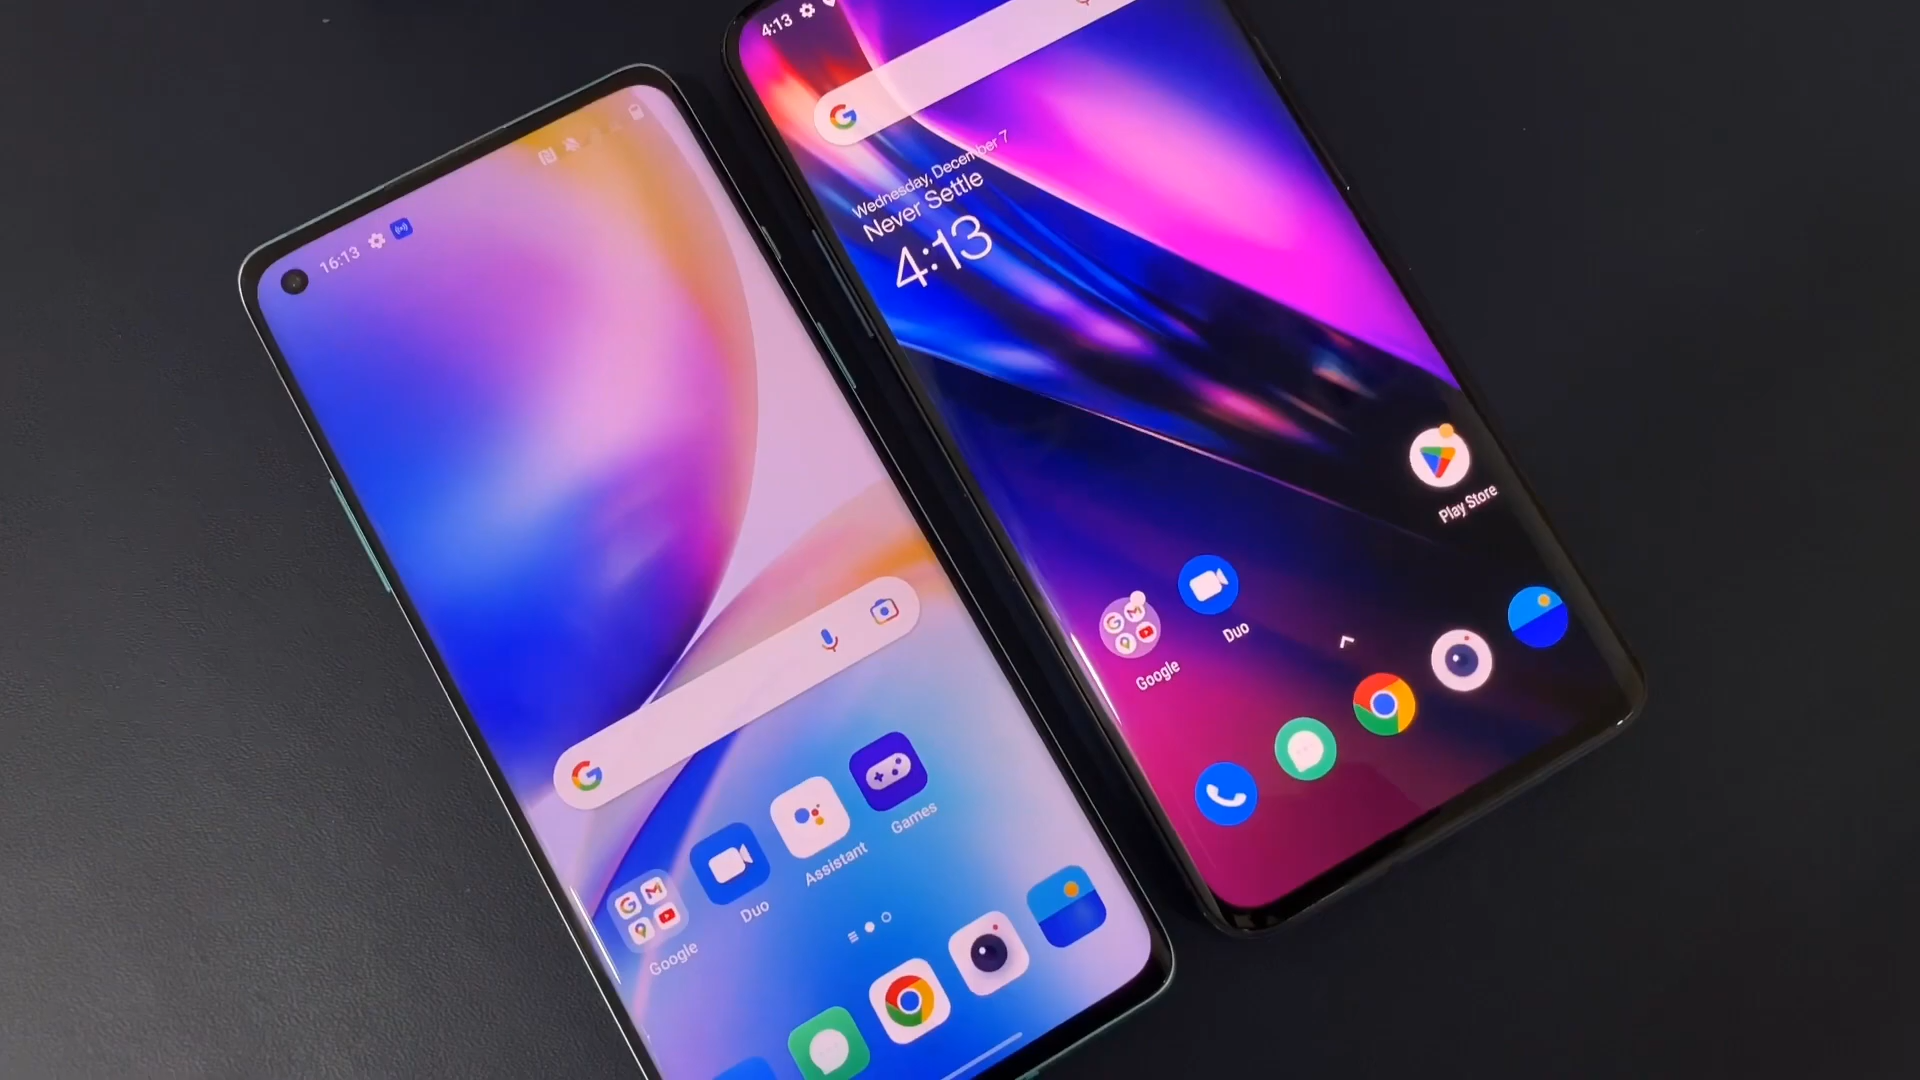 4:13
Wednesday, December 7
Never Settle
4:13
16:13
Play Store
Google
Duo
Games
Assistant
Duo
Google